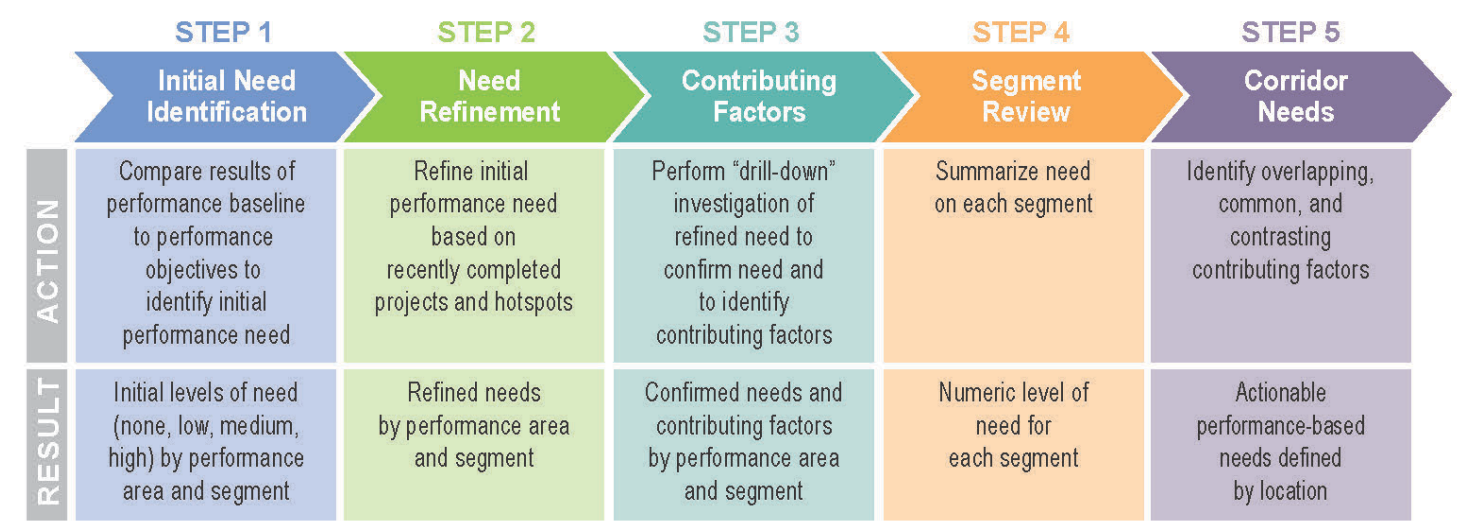 STEP 1
STEP 2
STEP 3
STEP 4
STEP 5
Initial Need
Identification
Need
Refinement
Contributing
Factors
Segment
Review
Corridor
Needs
ACTION
Compare results of
performance baseline
to performance
objectives to
identify initial
performance need
Refine initial
performance need
based on
recently completed
projects and hotspots
Perform “drill-down”
investigation of
refined need to
confirm need and
to identify
contributing factors
Summarize need
on each segment
Identify overlapping,
common, and
contrasting
contributing factors
RESULT
Initial levels of need
(none, low, medium,
high) by performance
area and segment
Refined needs
by performance area
and segment
Confirmed needs and
contributing factors
by performance area
and segment
Numeric level of
need for
each segment
Actionable
performance-based
needs defined
by location